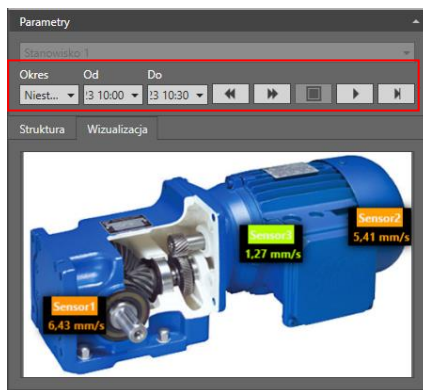 Parametry
Stanowisko 1
Okres Od Do
Niest... :3 10:00 :3 10:30
Struktura Wizualizacja
Sensor2
5,41 mm/s
Sensor3
1,27 mm/s
Sensor1
6,43 mm/s